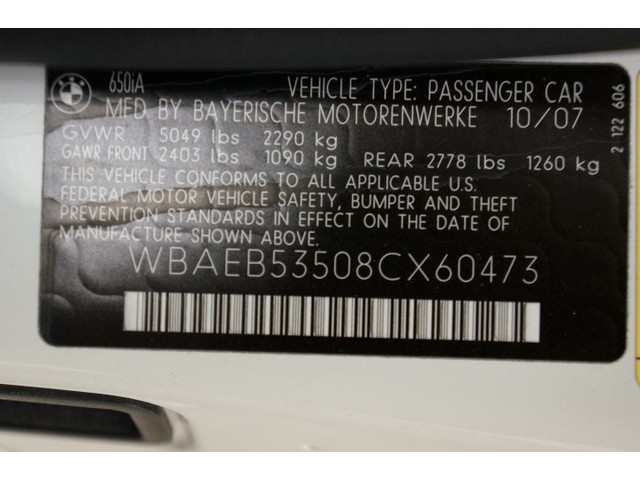 650iA VEHICLE TYPE: PASSENGER CAR
MFD BY BAYERISCHE MOTORENWERKE 10/07
GVWR 5049 lbs 2290 kg
GAWR FRONT 2403 lbs 1090 kg REAR 2778 lbs 1260 kg
THIS VEHICLE CONFORMS TO ALL APPLICABLE U.S.
FEDERAL MOTOR VEHICLE SAFETY, BUMPER AND THEFT
PREVENTION STANDARDS IN EFFECT ON THE DATE OF
MANUFACTURE SHOWN ABOVE.
WBAEB53508CX60473
2 122 606